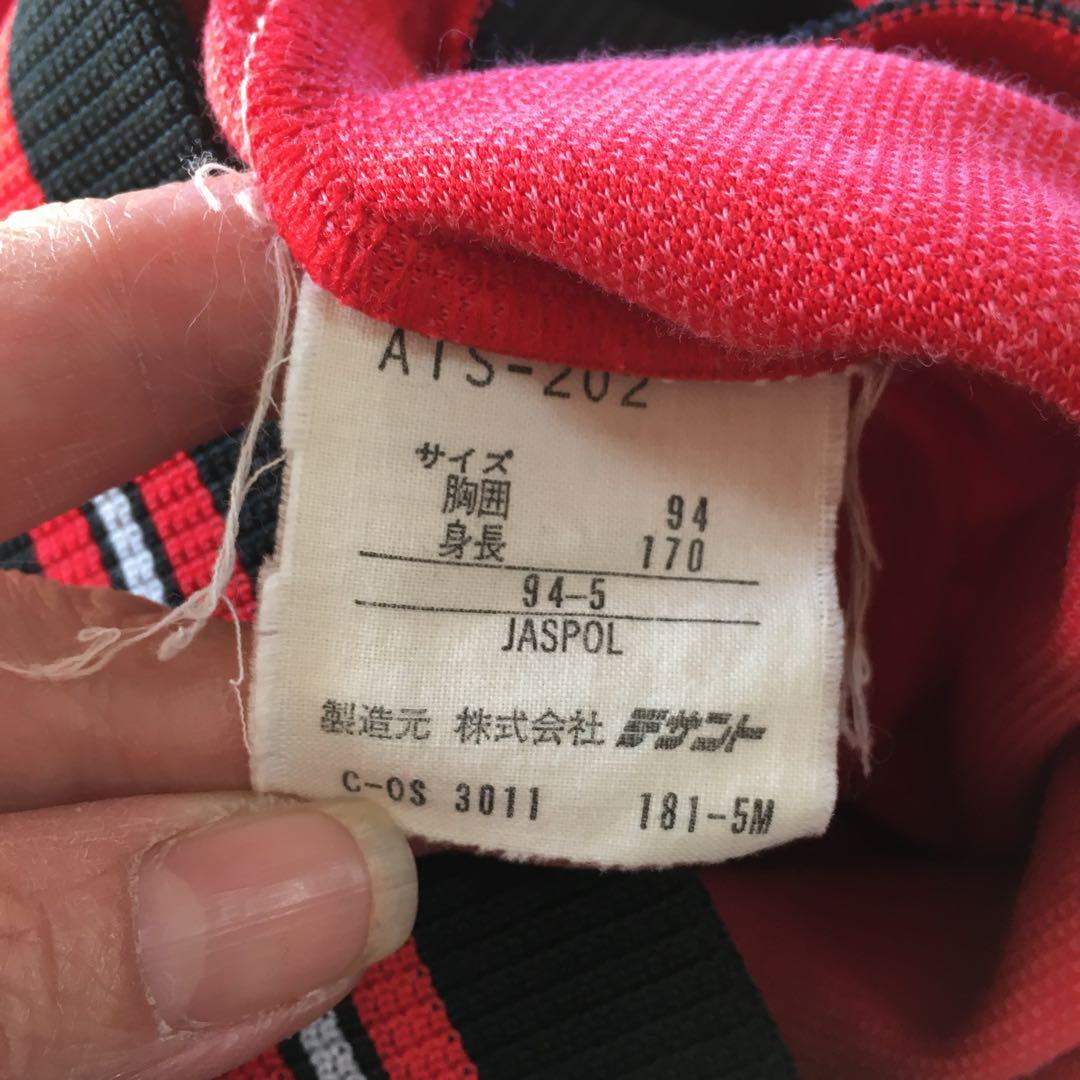 ATS-202
サイズ
胸囲 94
身長 170
94-5
JASPOL
製造元 株式会社 デサント
C-OS 3011 181-5M